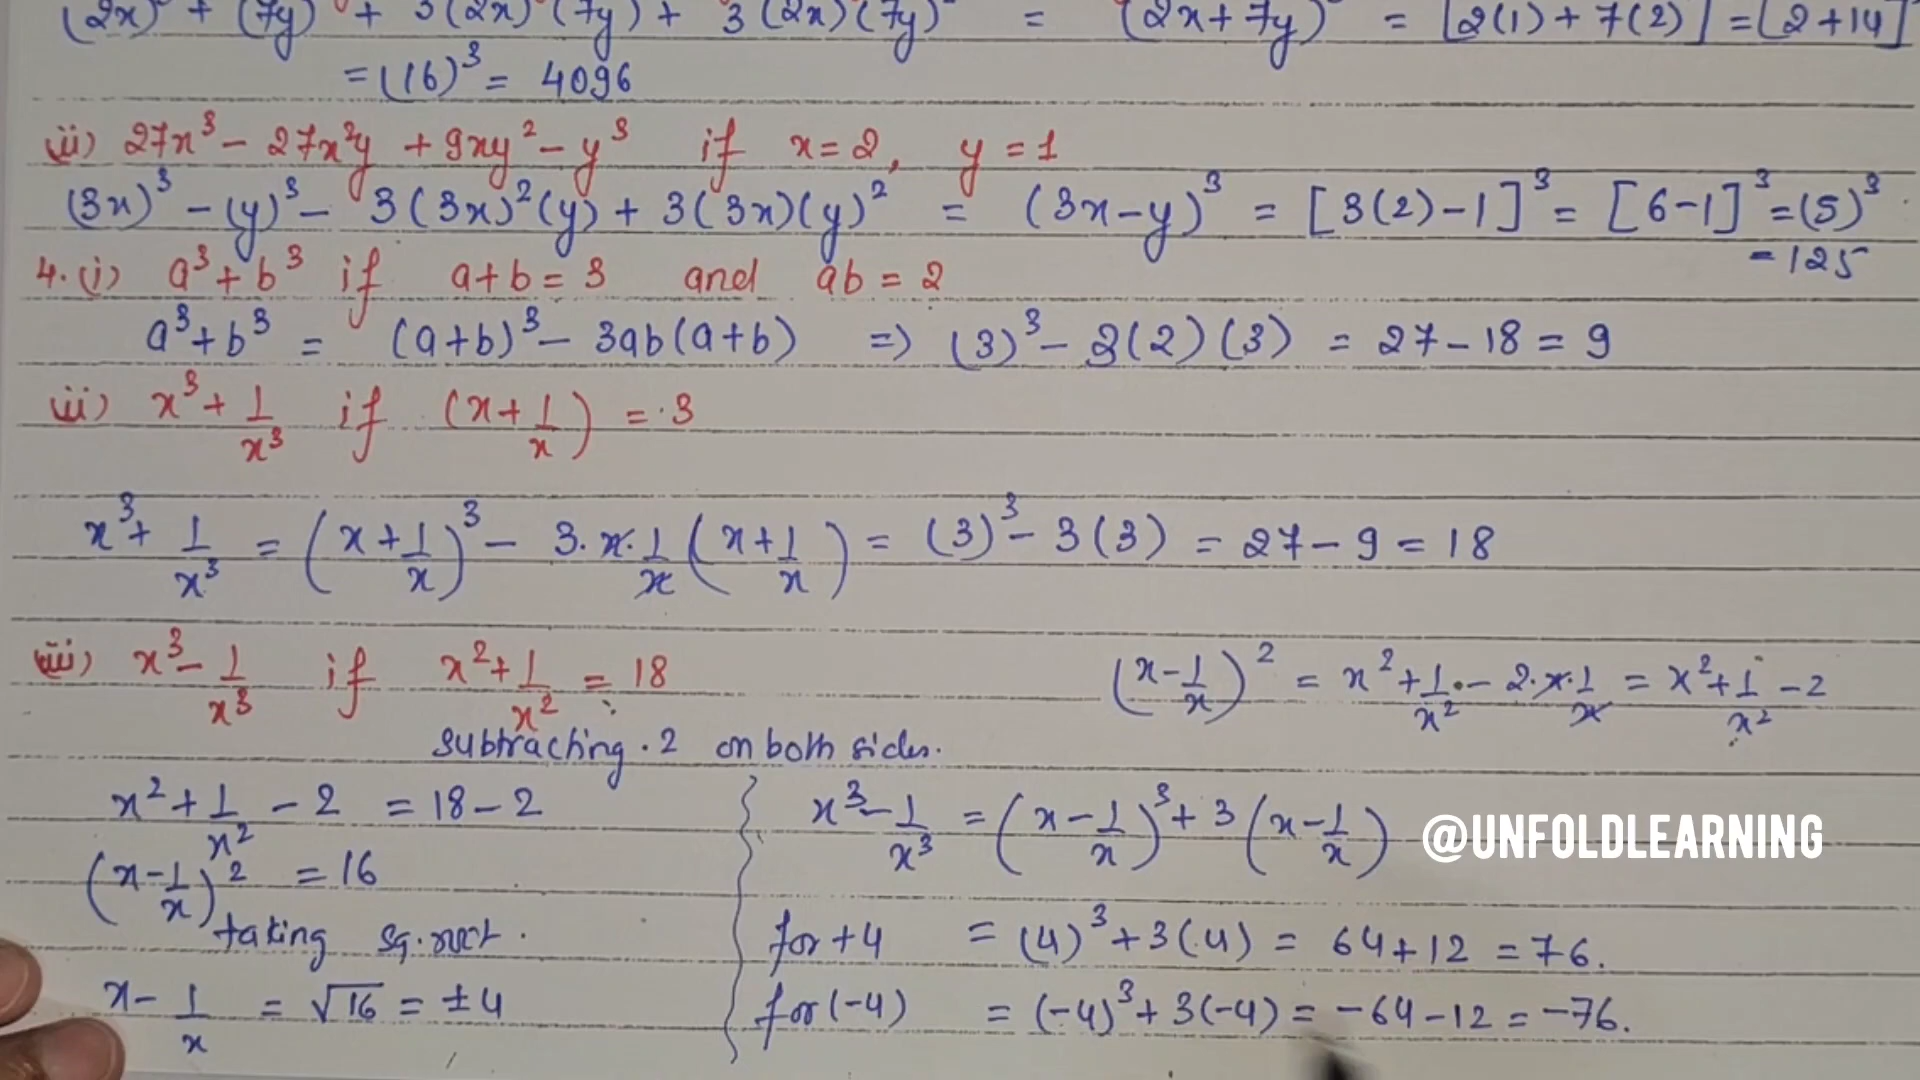 (2x)³ + (7y)³ + 3(2x)²(7y) + 3(2x)(7y)² = (2x+7y)³ = [2(1)+7(2)]³ = [2+14]³
= (16)³ = 4096
ii) 27x³ - 27x²y + 9xy² - y³ if x=2, y=1
(3x)³ - (y)³ - 3(3x)²(y) + 3(3x)(y)² = (3x-y)³ = [3(2)-1]³ = [6-1]³ = (5)³
= 125
4. (i) a³+b³ if a+b=3 and ab=2
a³+b³ = (a+b)³ - 3ab(a+b) => (3)³ - 3(2)(3) = 27-18 = 9
ii) x³ + 1/x³ if (x+1/x) = 3
x³ + 1/x³ = (x+1/x)³ - 3.x.1/x (x+1/x) = (3)³ - 3(3) = 27-9 = 18
iii) x³ - 1/x³ if x²+1/x² = 18 (x-1/x)² = x²+1/x² - 2.x.1/x = x²+1/x² - 2
Subtracting 2 on both sides.
x²+1/x² - 2 = 18-2
(x-1/x)² = 16
taking sq. root.
x - 1/x = √16 = ±4
x³ - 1/x³ = (x-1/x)³ + 3(x-1/x)
@UNFOLDLEARNING
for +4 = (4)³+3(4) = 64+12 = 76.
for (-4) = (-4)³+3(-4) = -64-12 = -76.